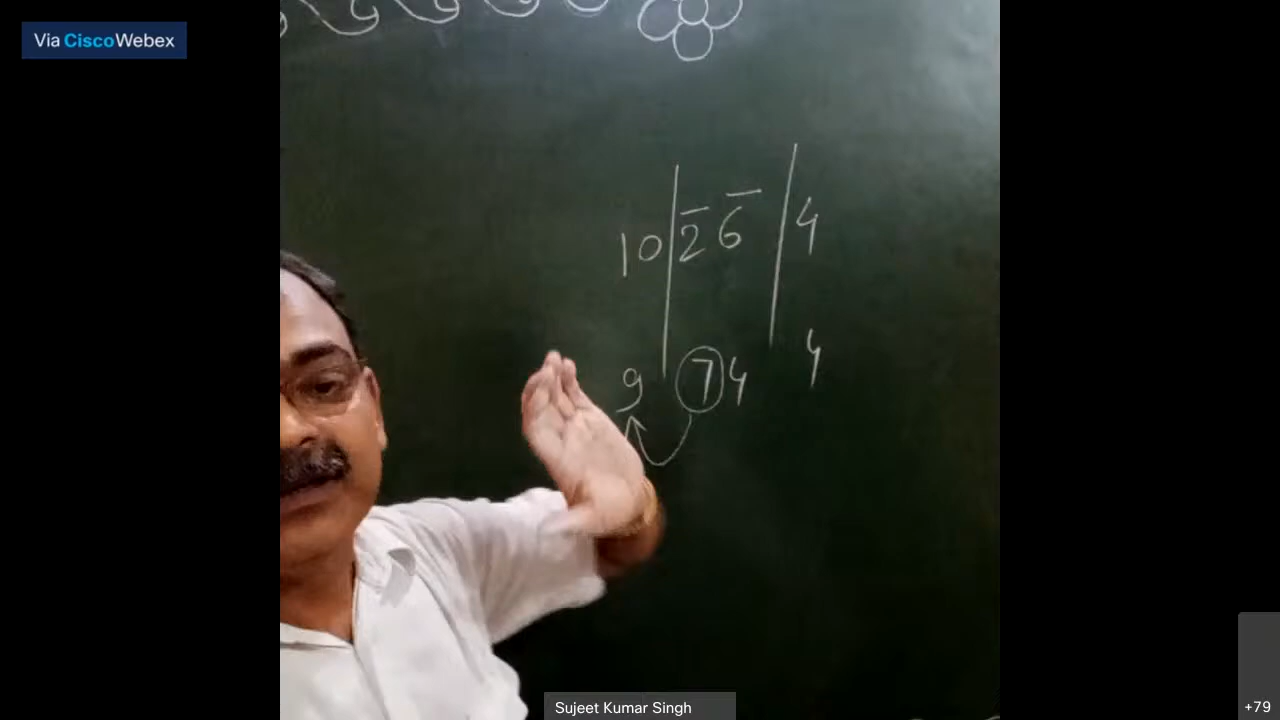 Via CiscoWebex
10 | 2̅ 6̅ | 4
9 7 4 4
Sujeet Kumar Singh
+79